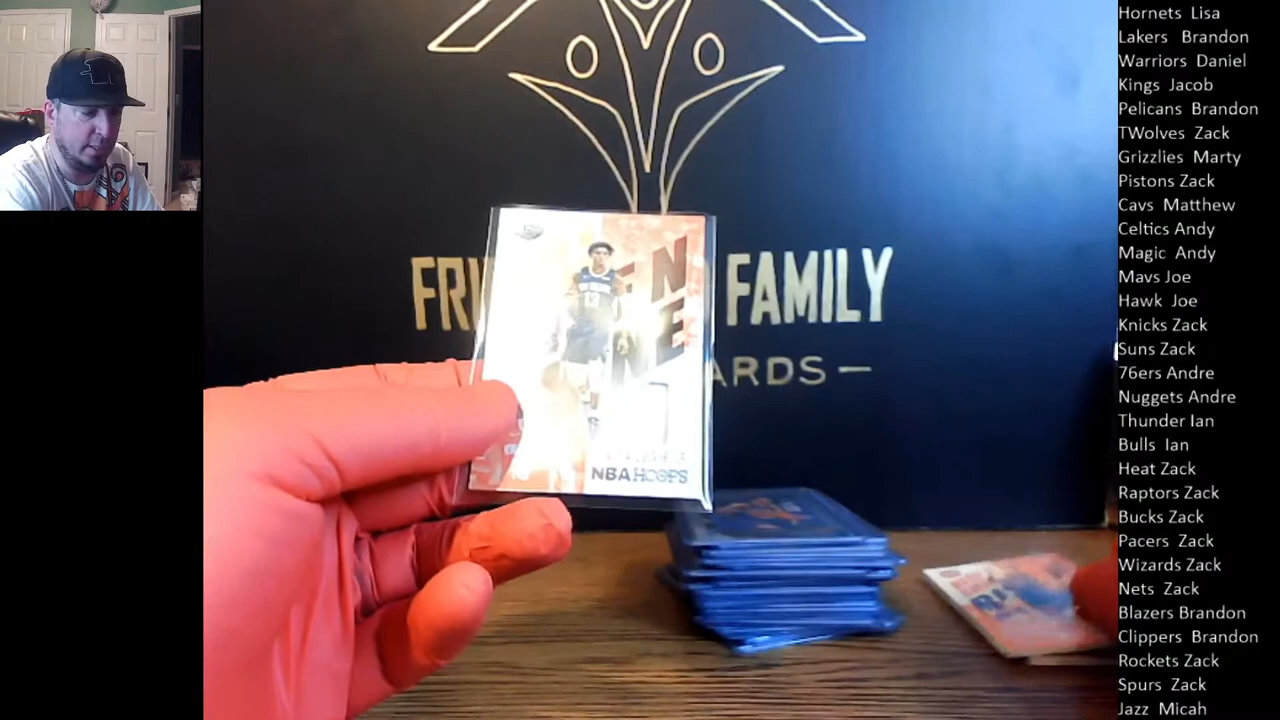 FRI
FAMILY
ARDS
NBA HOOPS
Hornets Lisa
Lakers Brandon
Warriors Daniel
Kings Jacob
Pelicans Brandon
TWolves Zack
Grizzlies Marty
Pistons Zack
Cavs Matthew
Celtics Andy
Magic Andy
Mavs Joe
Hawk Joe
Knicks Zack
Suns Zack
76ers Andre
Nuggets Andre
Thunder Ian
Bulls Ian
Heat Zack
Raptors Zack
Bucks Zack
Pacers Zack
Wizards Zack
Nets Zack
Blazers Brandon
Clippers Brandon
Rockets Zack
Spurs Zack
Jazz Micah